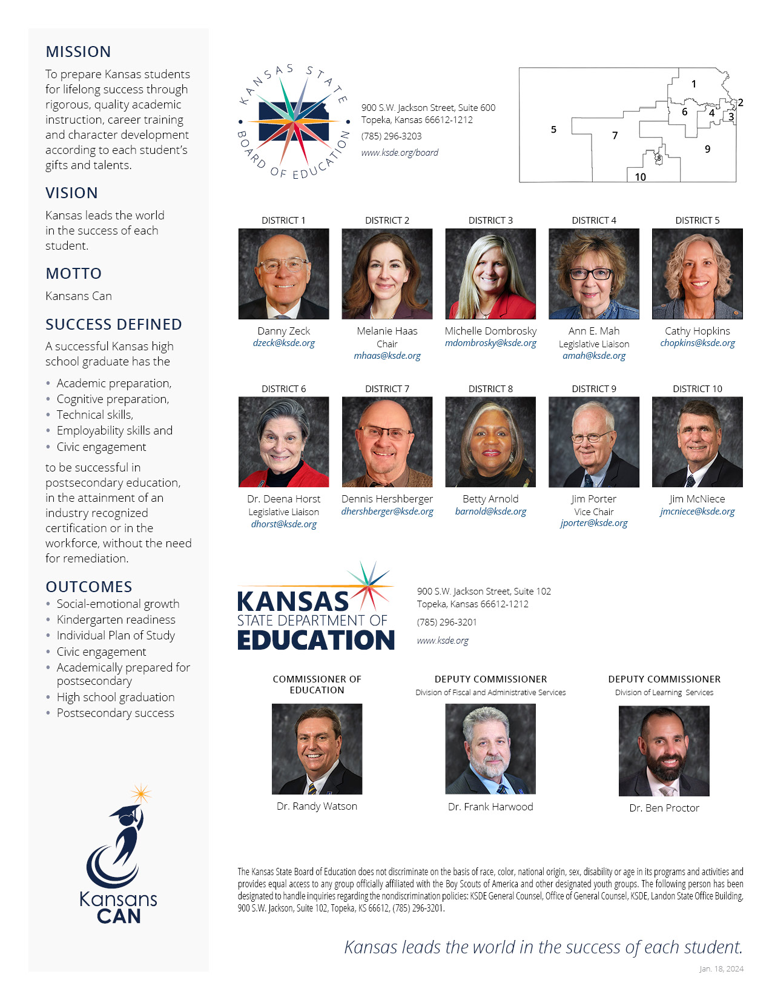 MISSION
To prepare Kansas students
for lifelong success through
rigorous, quality academic
instruction, career training
and character development
according to each student's
gifts and talents.
VISION
Kansas leads the world
in the success of each
student.
MOTTO
Kansans Can
SUCCESS DEFINED
A successful Kansas high
school graduate has the
• Academic preparation,
• Cognitive preparation,
• Technical skills,
• Employability skills and
• Civic engagement
to be successful in
postsecondary education,
in the attainment of an
industry recognized
certification or in the
workforce, without the need
for remediation.
OUTCOMES
• Social-emotional growth
• Kindergarten readiness
• Individual Plan of Study
• Civic engagement
• Academically prepared for
postsecondary
• High school graduation
• Postsecondary success
Kansans
CAN
KANSAS STATE
• BOARD OF EDUCATION •
900 S.W. Jackson Street, Suite 600
Topeka, Kansas 66612-1212
(785) 296-3203
www.ksde.org/board
1
2
6
4
3
5
7
9
8
10
DISTRICT 1
DISTRICT 2
DISTRICT 3
DISTRICT 4
DISTRICT 5
Danny Zeck
dzeck@ksde.org
Melanie Haas
Chair
mhaas@ksde.org
Michelle Dombrosky
mdombrosky@ksde.org
Ann E. Mah
Legislative Liaison
amah@ksde.org
Cathy Hopkins
chopkins@ksde.org
DISTRICT 6
DISTRICT 7
DISTRICT 8
DISTRICT 9
DISTRICT 10
Dr. Deena Horst
Legislative Liaison
dhorst@ksde.org
Dennis Hershberger
dhershberger@ksde.org
Betty Arnold
barnold@ksde.org
Jim Porter
Vice Chair
jporter@ksde.org
Jim McNiece
jmcniece@ksde.org
KANSAS
STATE DEPARTMENT OF
EDUCATION
900 S.W. Jackson Street, Suite 102
Topeka, Kansas 66612-1212
(785) 296-3201
www.ksde.org
COMMISSIONER OF
EDUCATION
Dr. Randy Watson
DEPUTY COMMISSIONER
Division of Fiscal and Administrative Services
Dr. Frank Harwood
DEPUTY COMMISSIONER
Division of Learning Services
Dr. Ben Proctor
The Kansas State Board of Education does not discriminate on the basis of race, color, national origin, sex, disability or age in its programs and activities and
provides equal access to any group officially affiliated with the Boy Scouts of America and other designated youth groups. The following person has been
designated to handle inquiries regarding the nondiscrimination policies: KSDE General Counsel, Office of General Counsel, KSDE, Landon State Office Building,
900 S.W. Jackson, Suite 102, Topeka, KS 66612, (785) 296-3201.
Kansas leads the world in the success of each student.
Jan. 18, 2024